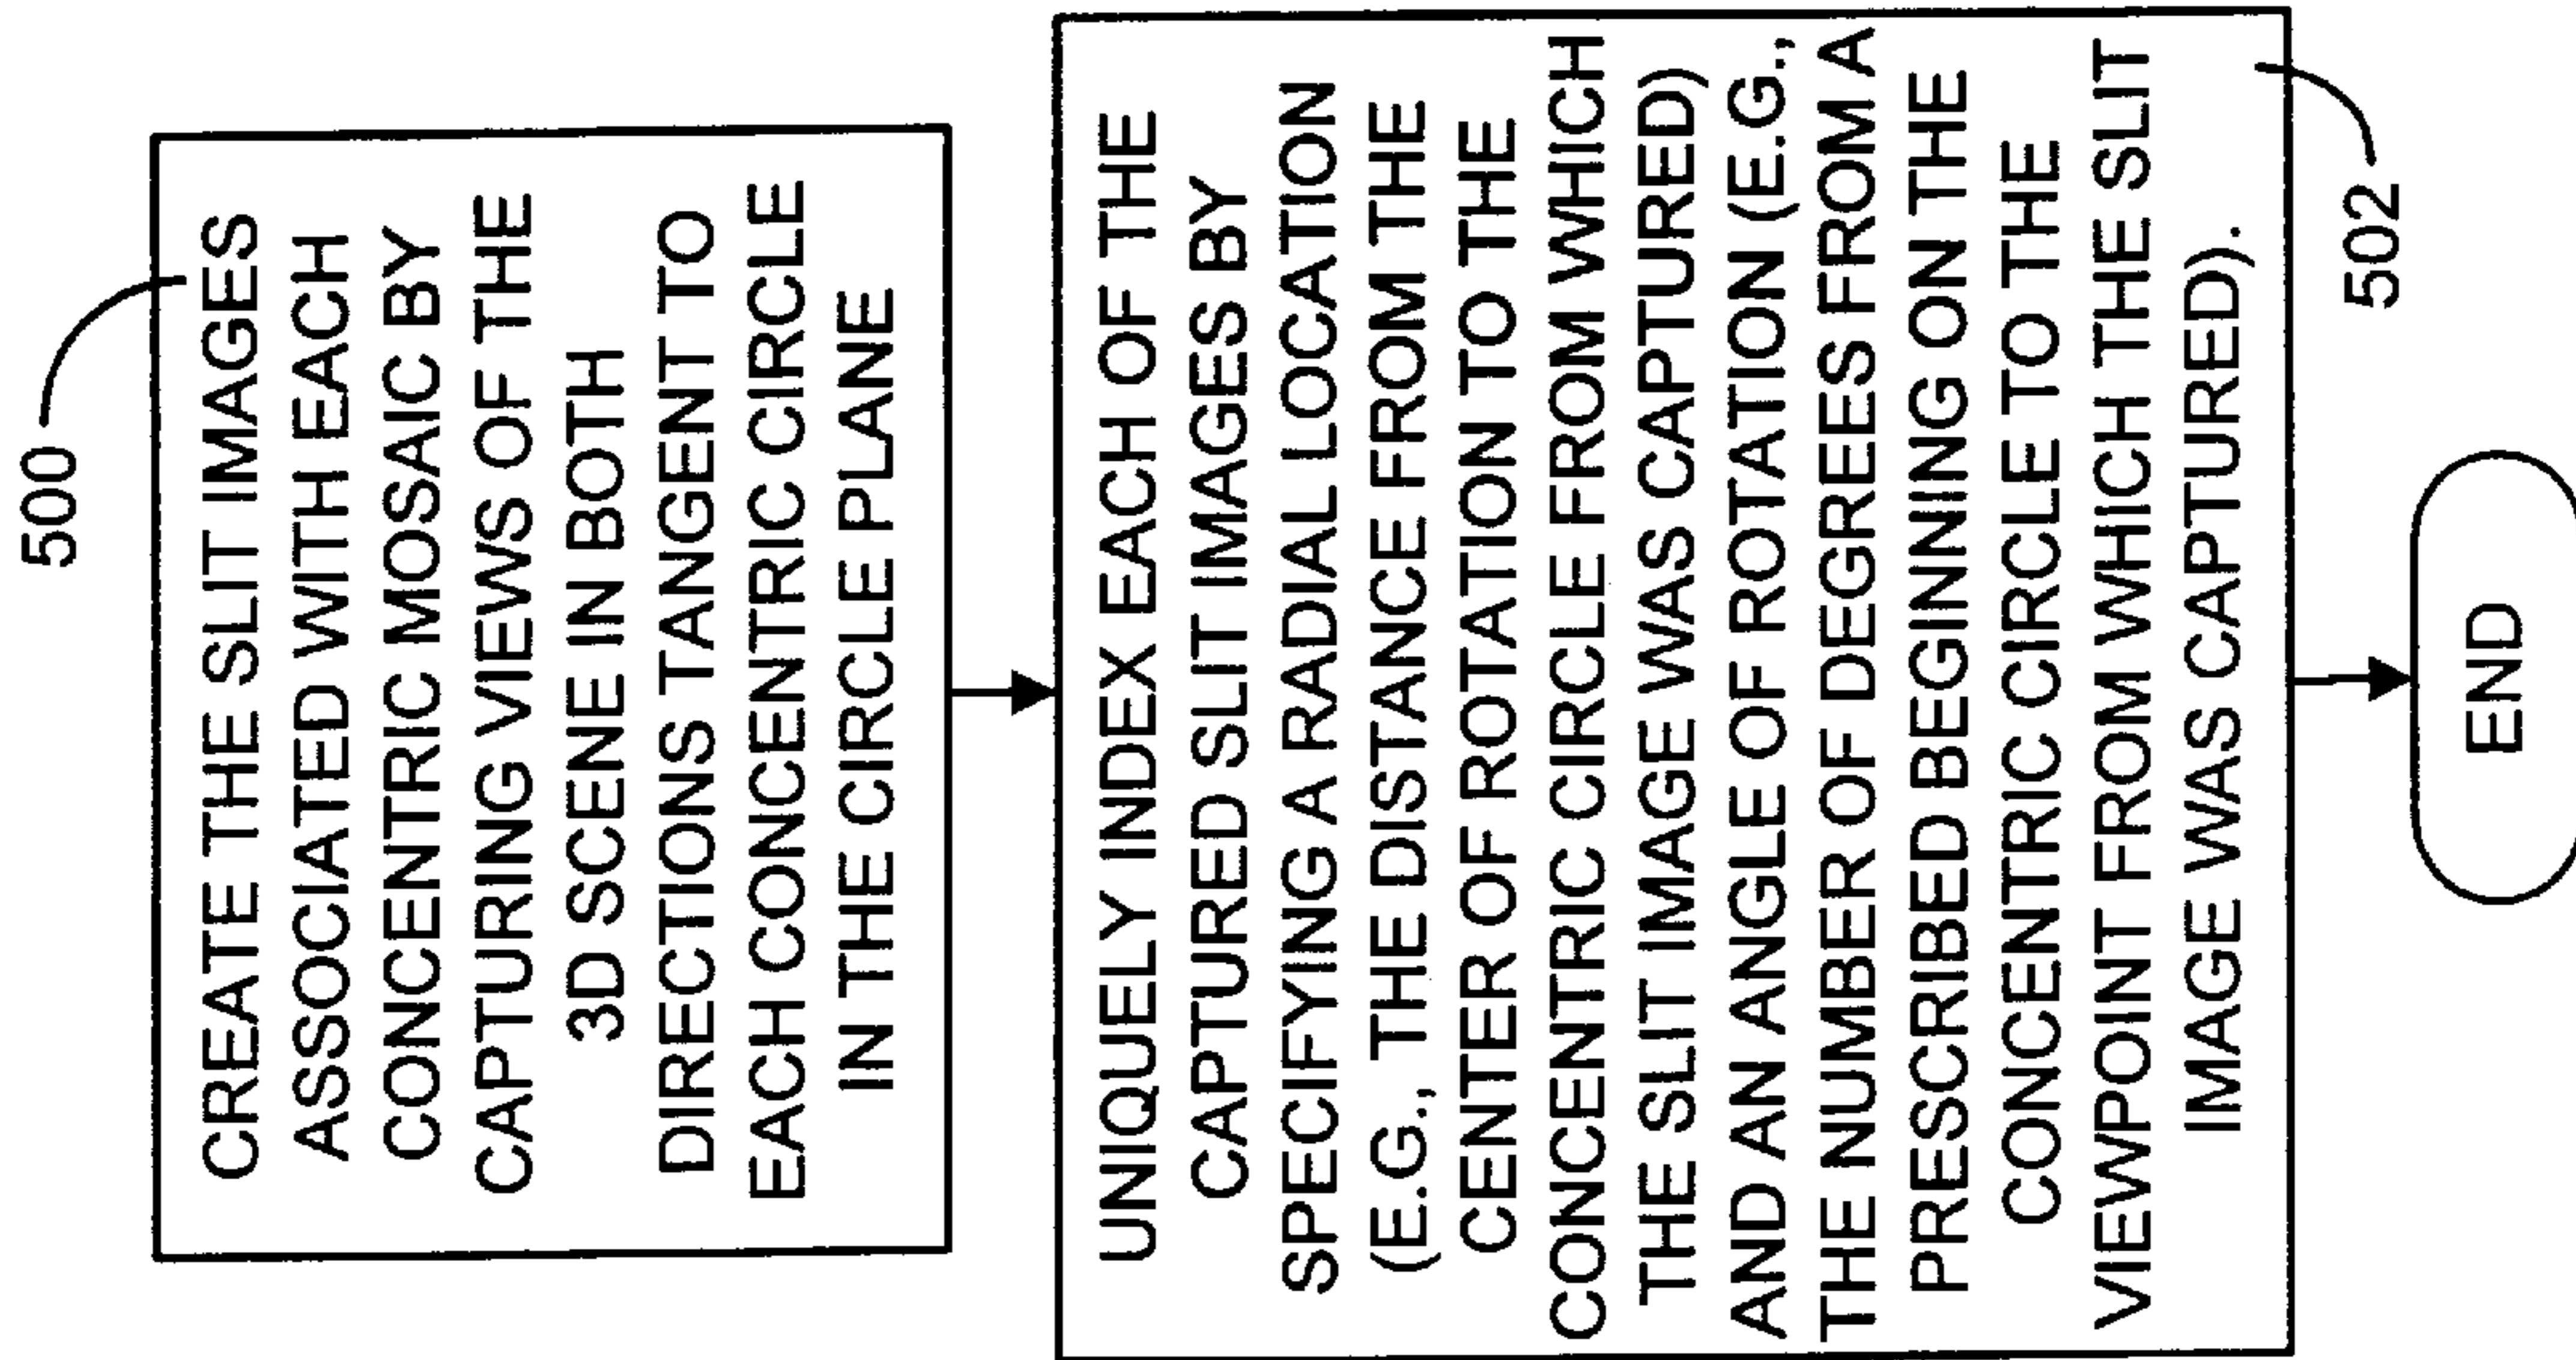 500
CREATE THE SLIT IMAGES
ASSOCIATED WITH EACH
CONCENTRIC MOSAIC BY
CAPTURING VIEWS OF THE
3D SCENE IN BOTH
DIRECTIONS TANGENT TO
EACH CONCENTRIC CIRCLE
IN THE CIRCLE PLANE
UNIQUELY INDEX EACH OF THE
CAPTURED SLIT IMAGES BY
SPECIFYING A RADIAL LOCATION
(E.G., THE DISTANCE FROM THE
CENTER OF ROTATION TO THE
CONCENTRIC CIRCLE FROM WHICH
THE SLIT IMAGE WAS CAPTURED)
AND AN ANGLE OF ROTATION (E.G.,
THE NUMBER OF DEGREES FROM A
PRESCRIBED BEGINNING ON THE
CONCENTRIC CIRCLE TO THE
VIEWPOINT FROM WHICH THE SLIT
IMAGE WAS CAPTURED).
502
END